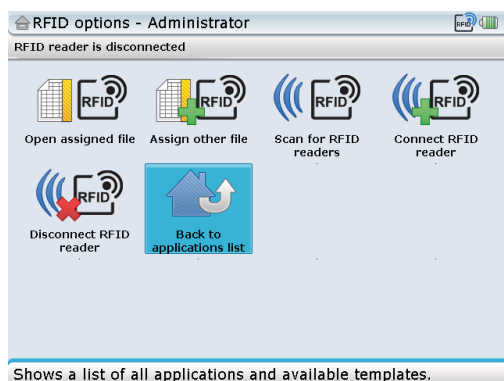 RFID options - Administrator
RFID
RFID reader is disconnected
RFID
RFID
RFID
RFID
Open assigned file
Assign other file
Scan for RFID
readers
Connect RFID
reader
RFID
Disconnect RFID
reader
Back to
applications list
Shows a list of all applications and available templates.